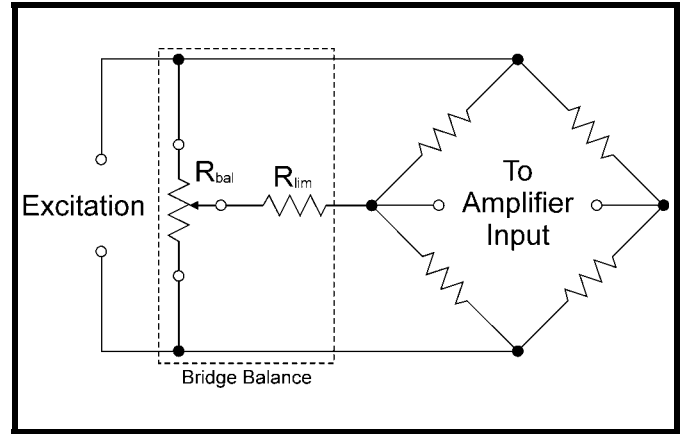 R_bal
R_lim
Excitation
To
Amplifier
Input
Bridge Balance